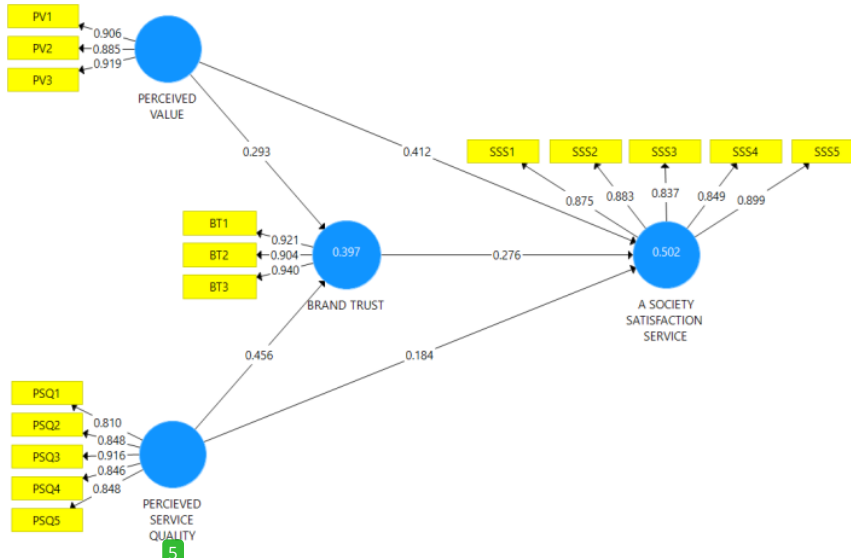 PV1
0.906
PV2
0.885
PV3
0.919
PERCEIVED
VALUE
0.293
0.412
SSS1
SSS2
SSS3
SSS4
SSS5
0.875
0.883
0.837
0.849
0.899
BT1
0.921
BT2
0.904
BT3
0.940
0.397
BRAND TRUST
0.276
0.502
A SOCIETY
SATISFACTION
SERVICE
0.456
0.184
PSQ1
0.810
PSQ2
0.848
PSQ3
0.916
PSQ4
0.846
PSQ5
0.848
PERCIEVED
SERVICE
QUALITY
5